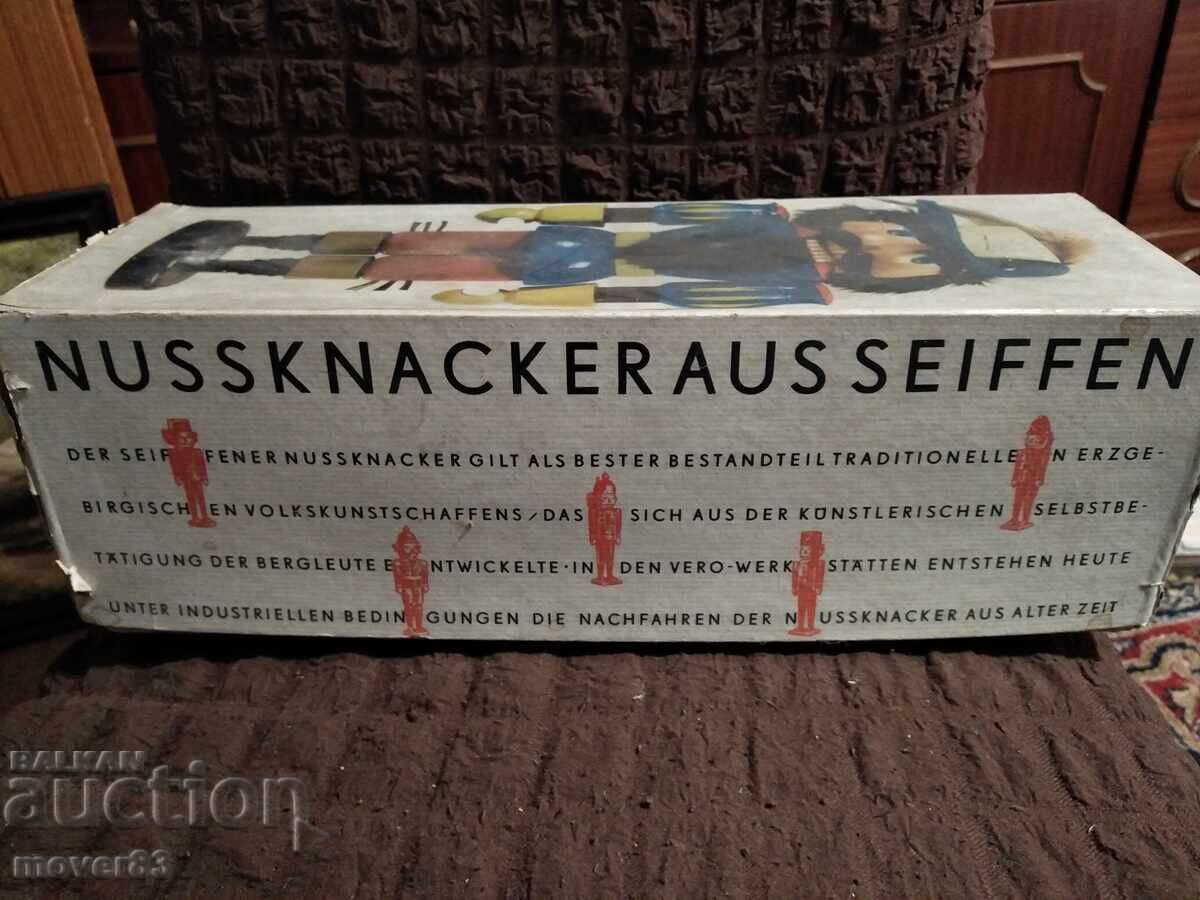 NUSSKNACKER AUS SEIFFEN
DER SEIFFENER NUSSKNACKER GILT ALS BESTER BESTANDTEIL TRADITIONELLEN ERZGE-
BIRGISCHEN VOLKSKUNSTSCHAFFENS/DAS SICH AUS DER KÜNSTLERISCHEN SELBSTBE-
TÄTIGUNG DER BERGLEUTE ENTWICKELTE·IN DEN VERO-WERKSTÄTTEN ENTSTEHEN HEUTE
UNTER INDUSTRIELLEN BEDINGUNGEN DIE NACHFAHREN DER NUSSKNACKER AUS ALTER ZEIT
BALKAN
auction
mover83